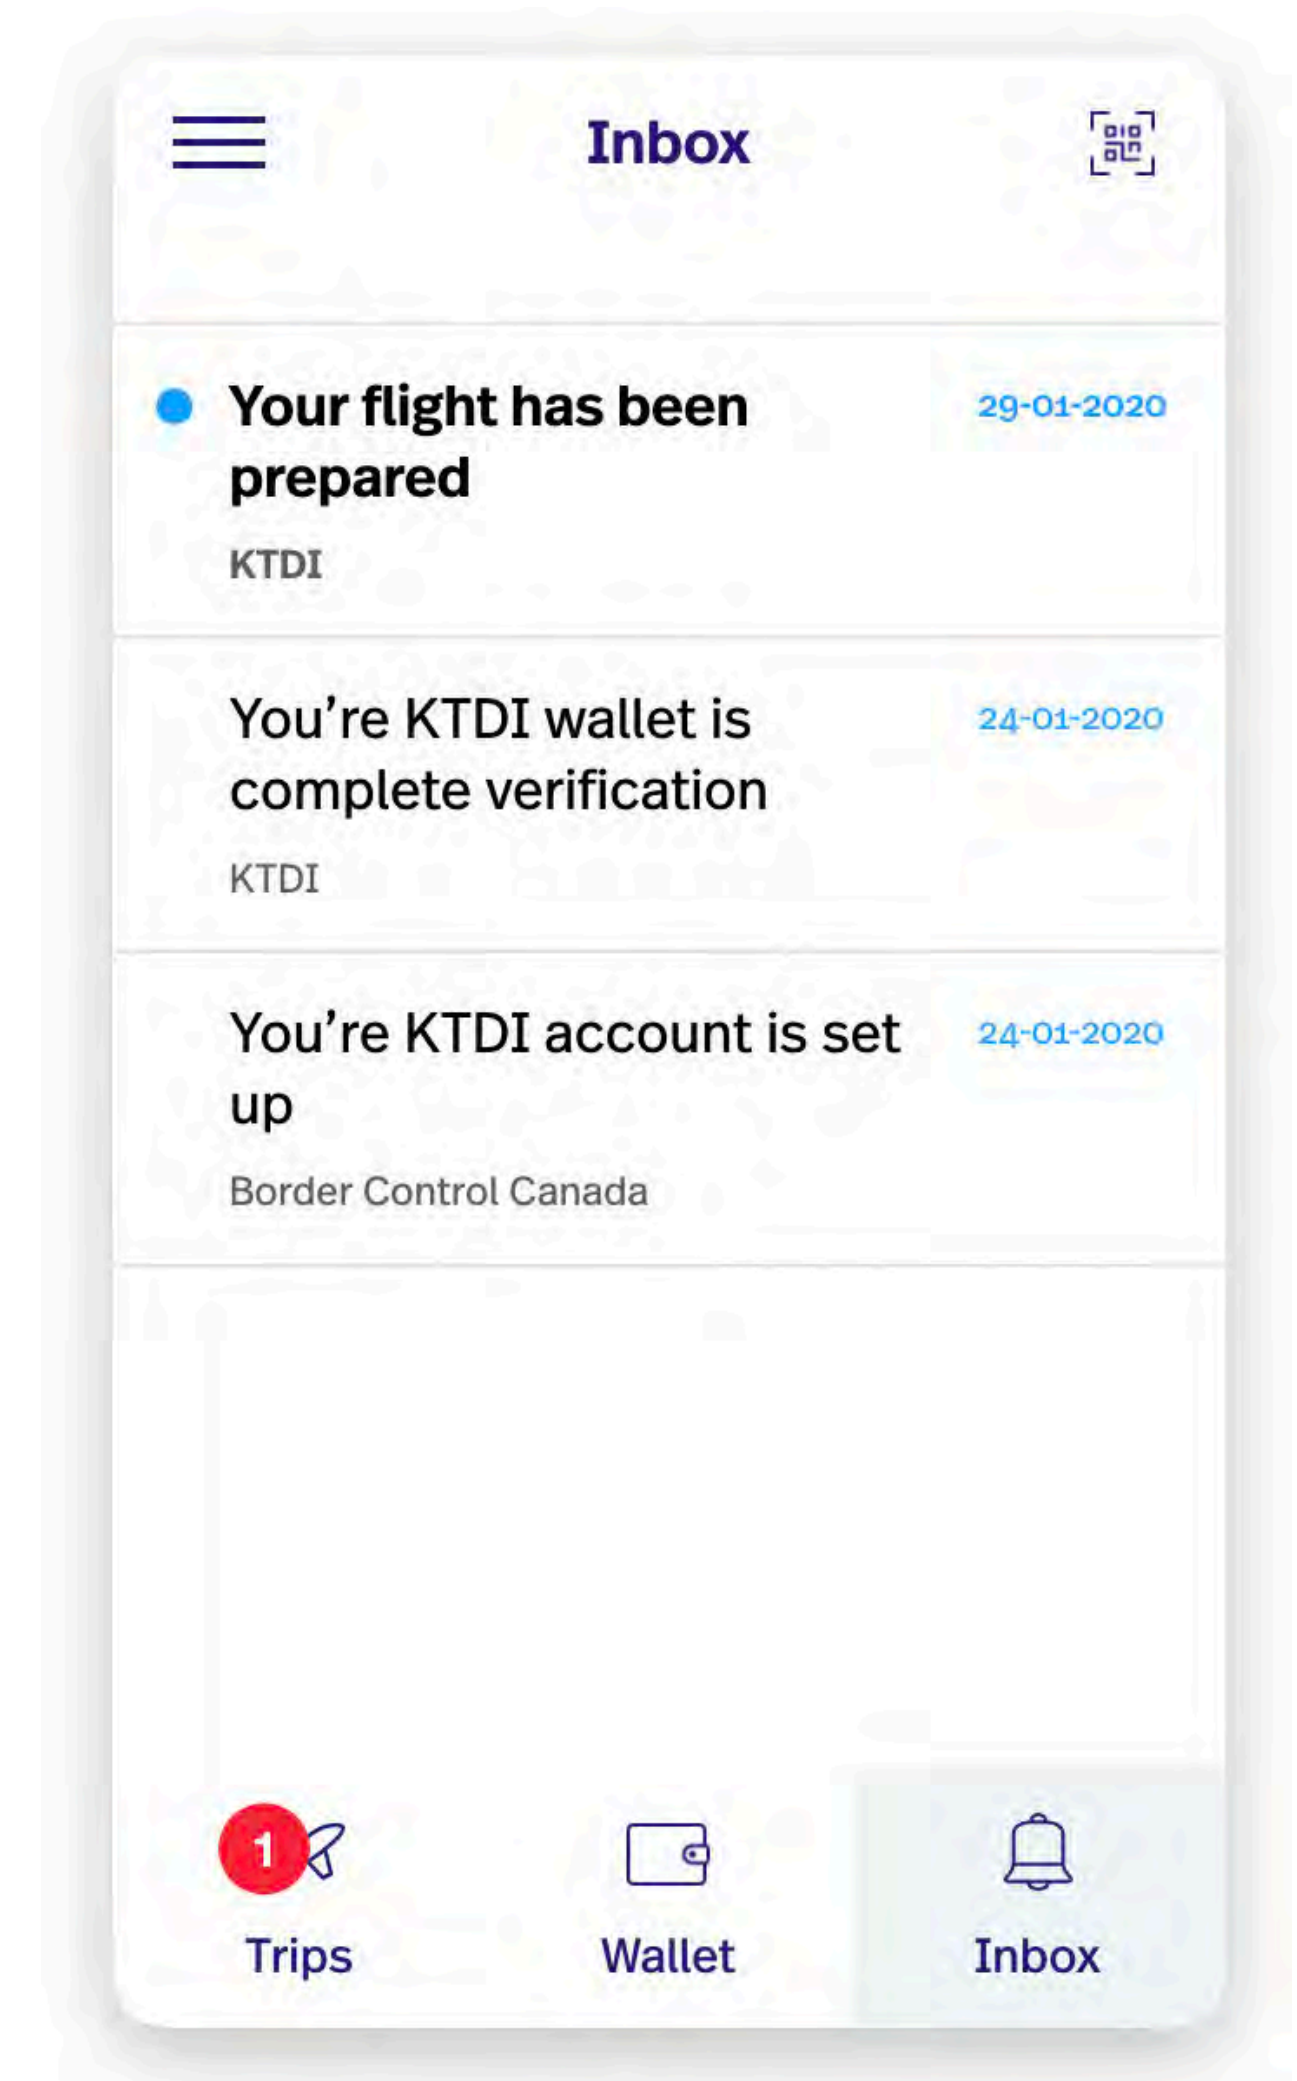 Inbox
Your flight has been
29-01-2020
prepared
KTDI
You’re KTDI wallet is
24-01-2020
complete verification
KTDI
You’re KTDI account is set
24-01-2020
up
Border Control Canada
1
Trips
Wallet
Inbox